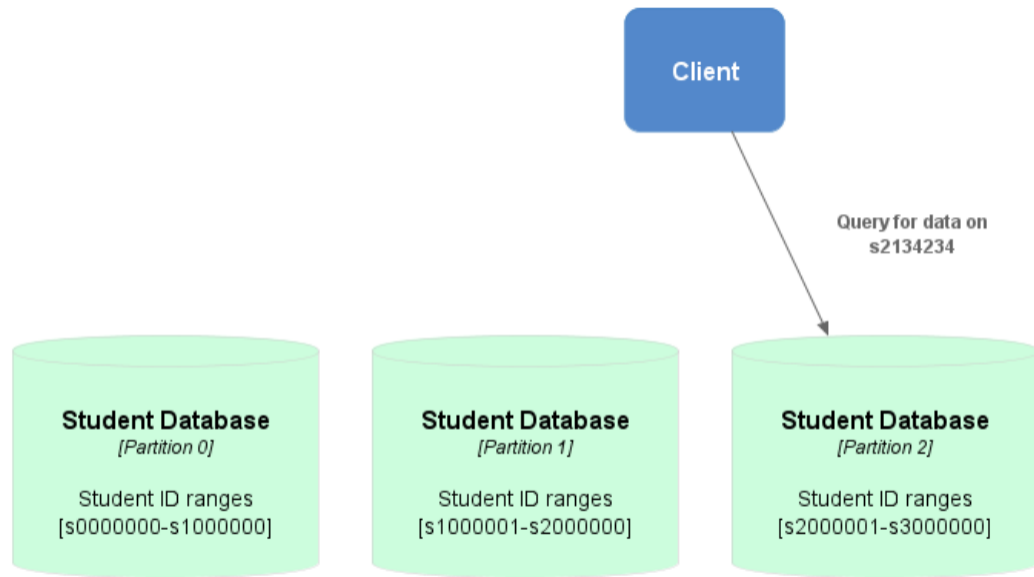 Client
Query for data on
s2134234
Student Database
[Partition 0]
Student ID ranges
[s0000000-s1000000]
Student Database
[Partition 1]
Student ID ranges
[s1000001-s2000000]
Student Database
[Partition 2]
Student ID ranges
[s2000001-s3000000]